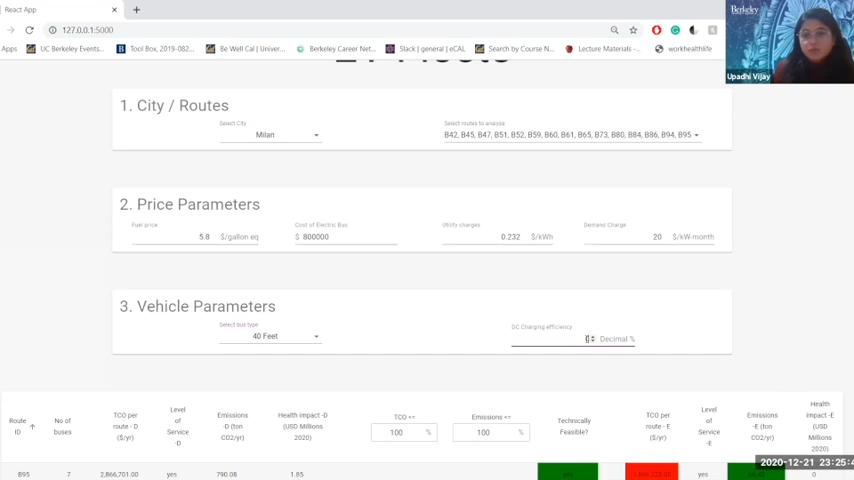 React App
Berkeley
127.0.0.1:5000
Upadhi Vijay
Apps UC Berkeley Events... Tool Box, 2019-082... Be Well Cal | Univer... Berkeley Career Net... Slack | general | eCAL Search by Course N... Lecture Materials -... workhealthlife
EV Route
1. City / Routes
Select City
Select routes to analyse
Milan
B42, B45, B47, B51, B52, B59, B60, B61, B65, B73, B80, B84, B86, B94, B95
2. Price Parameters
Fuel price
Cost of Electric Bus
Utility charges
Demand Charge
5.8 $/gallon eq
$ 800000
0.232 $/kWh
20 $/kW-month
3. Vehicle Parameters
Select bus type
DC Charging efficiency
40 Feet
Decimal %
Route ID
No of buses
TCO per route - D ($/yr)
Level of Service -D
Emissions -D (ton CO2/yr)
Health impact -D (USD Millions 2020)
TCO <=
100 %
Emissions <=
100 %
Technically Feasible?
TCO per route - E ($/yr)
Level of Service -E
Emissions -E (ton CO2/yr)
Health impact -E (USD Millions 2020)
2020-12-21 23:25:4
B95 7 2,866,701.00 yes 790.08 1.85 yes yes 0